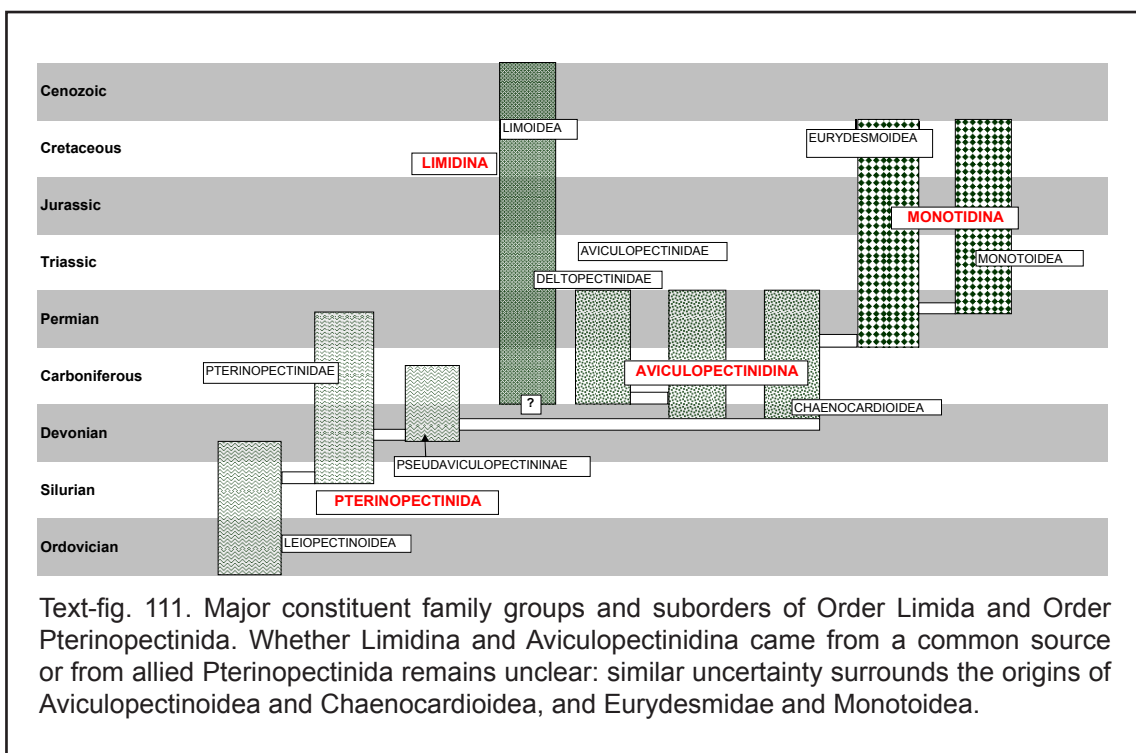 Cenozoic
LIMOIDEA
EURYDESMOIDEA
Cretaceous
LIMIDINA
Jurassic
MONOTIDINA
AVICULOPECTINIDAE
Triassic
MONOTOIDEA
DELTOPECTINIDAE
Permian
PTERINOPECTINIDAE
Carboniferous
AVICULOPECTINIDINA
?
CHAENOCARDIOIDEA
Devonian
PSEUDAVICULOPECTININAE
Silurian
PTERINOPECTINIDA
Ordovician
LEIOPECTINOIDEA
Text-fig. 111. Major constituent family groups and suborders of Order Limida and Order
Pterinopectinida. Whether Limidina and Aviculopectinidina came from a common source
or from allied Pterinopectinida remains unclear: similar uncertainty surrounds the origins of
Aviculopectinoidea and Chaenocardioidea, and Eurydesmidae and Monotoidea.